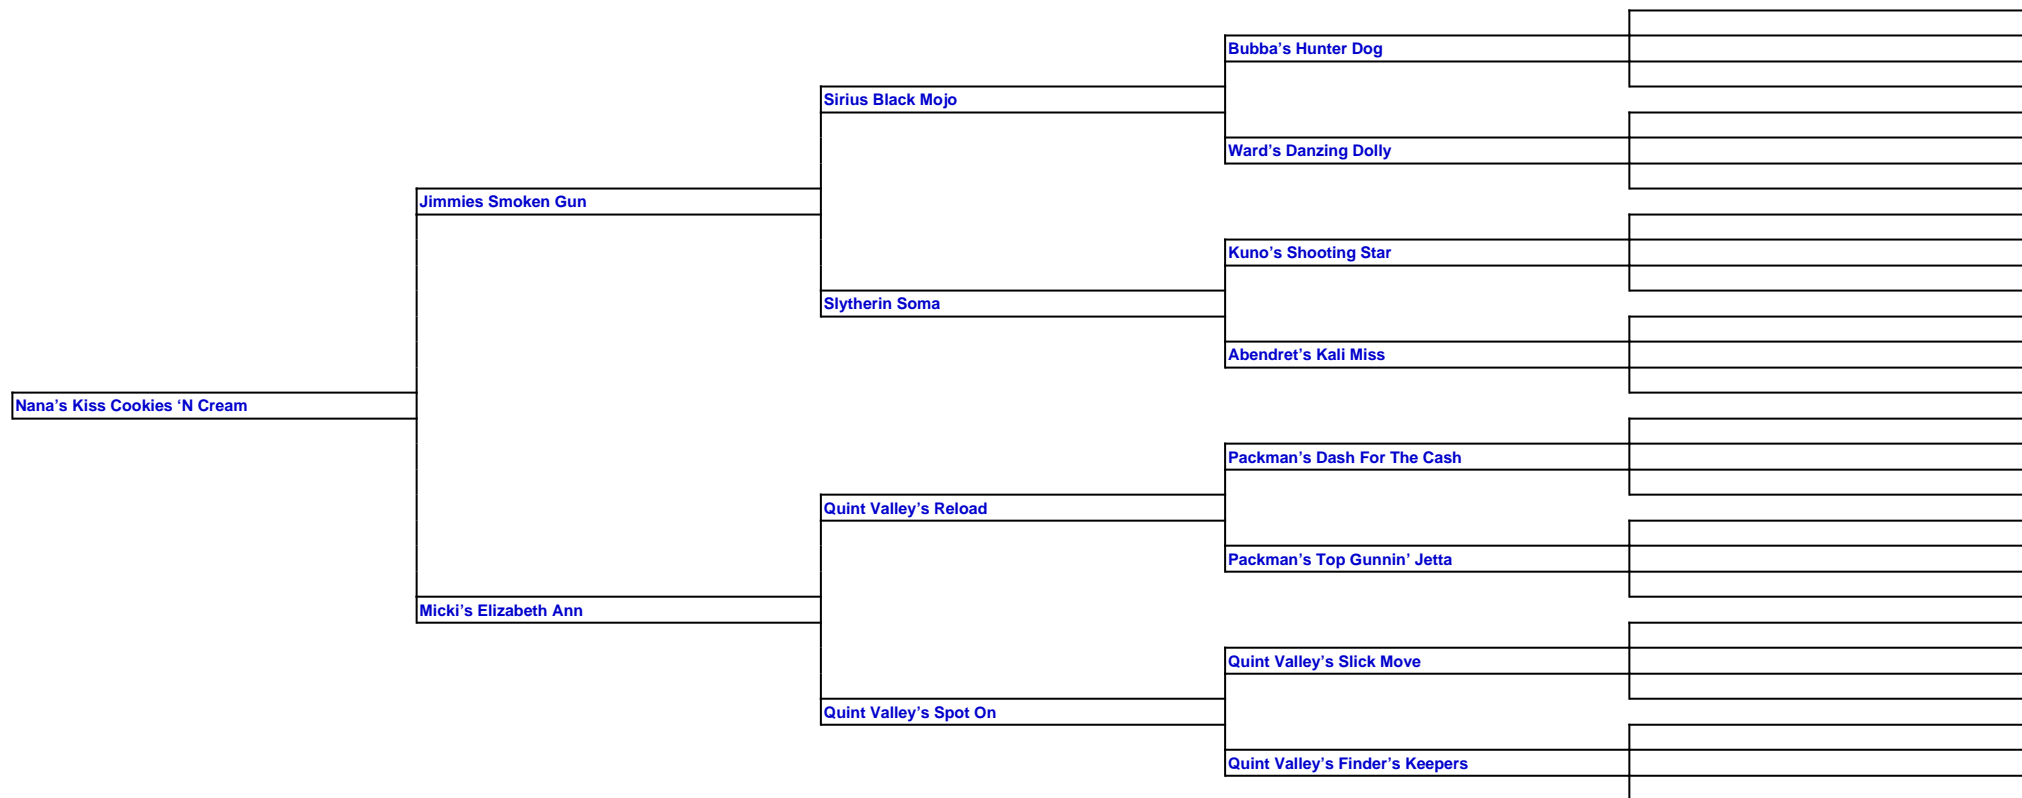 Bubba’s Hunter Dog
Sirius Black Mojo
Ward’s Danzing Dolly
Jimmies Smoken Gun
Kuno’s Shooting Star
Slytherin Soma
Abendret’s Kali Miss
Nana’s Kiss Cookies ‘N Cream
Packman’s Dash For The Cash
Quint Valley’s Reload
Packman’s Top Gunnin’ Jetta
Micki’s Elizabeth Ann
Quint Valley’s Slick Move
Quint Valley’s Spot On
Quint Valley’s Finder’s Keepers